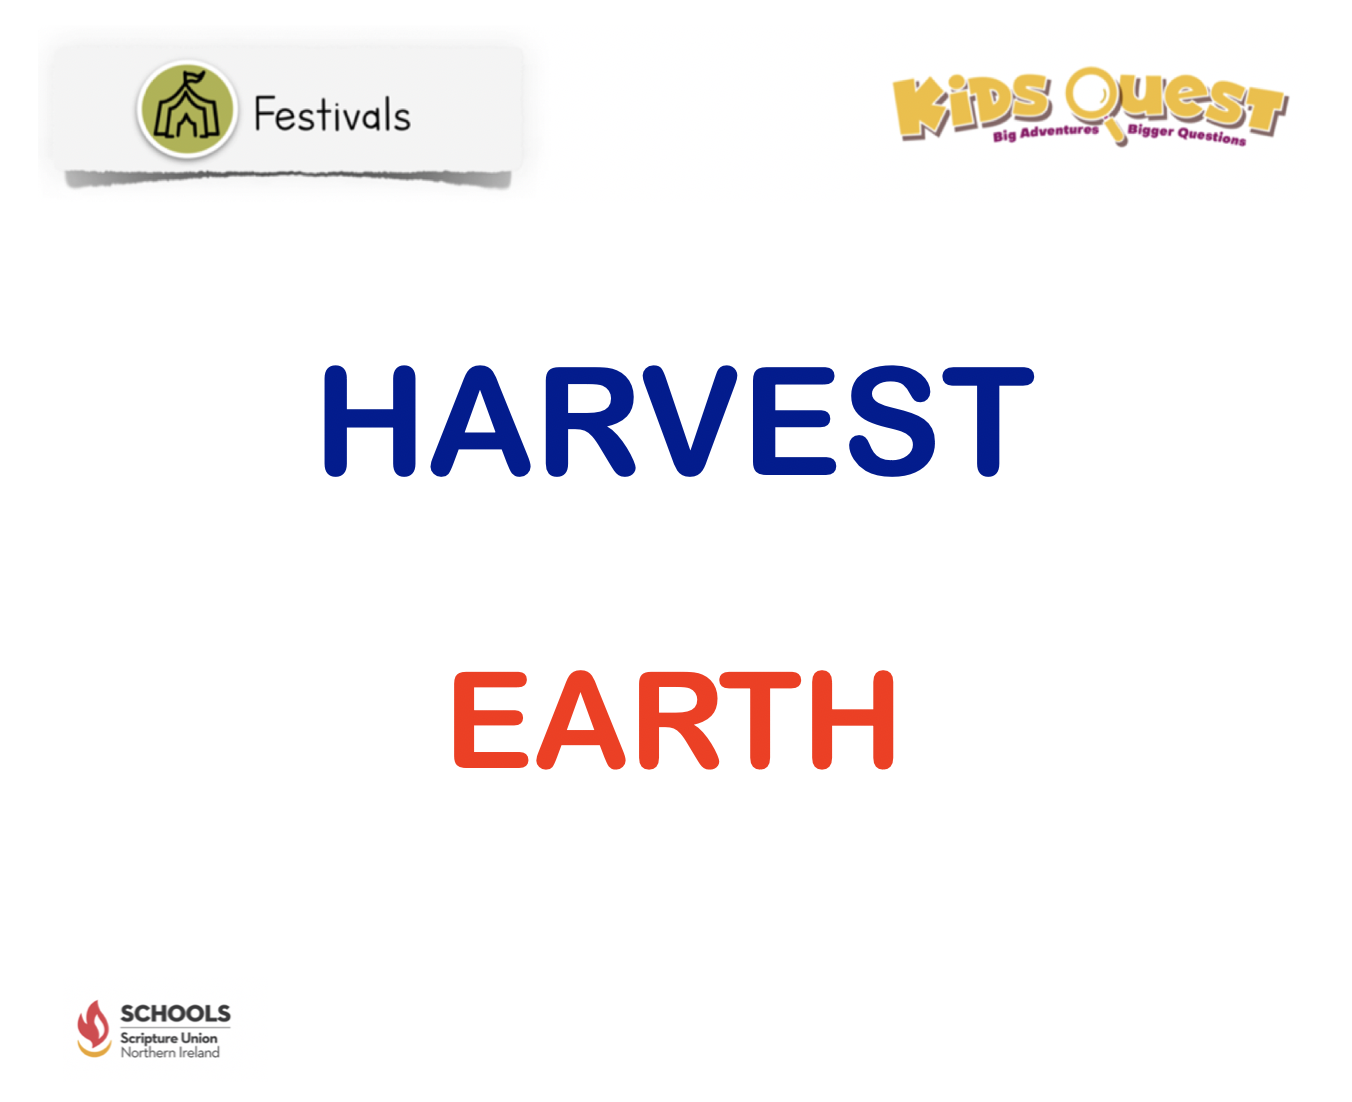 Festivals
KiDS QUEST
Big Adventures Bigger Questions
HARVEST
EARTH
SCHOOLS
Scripture Union
Northern Ireland